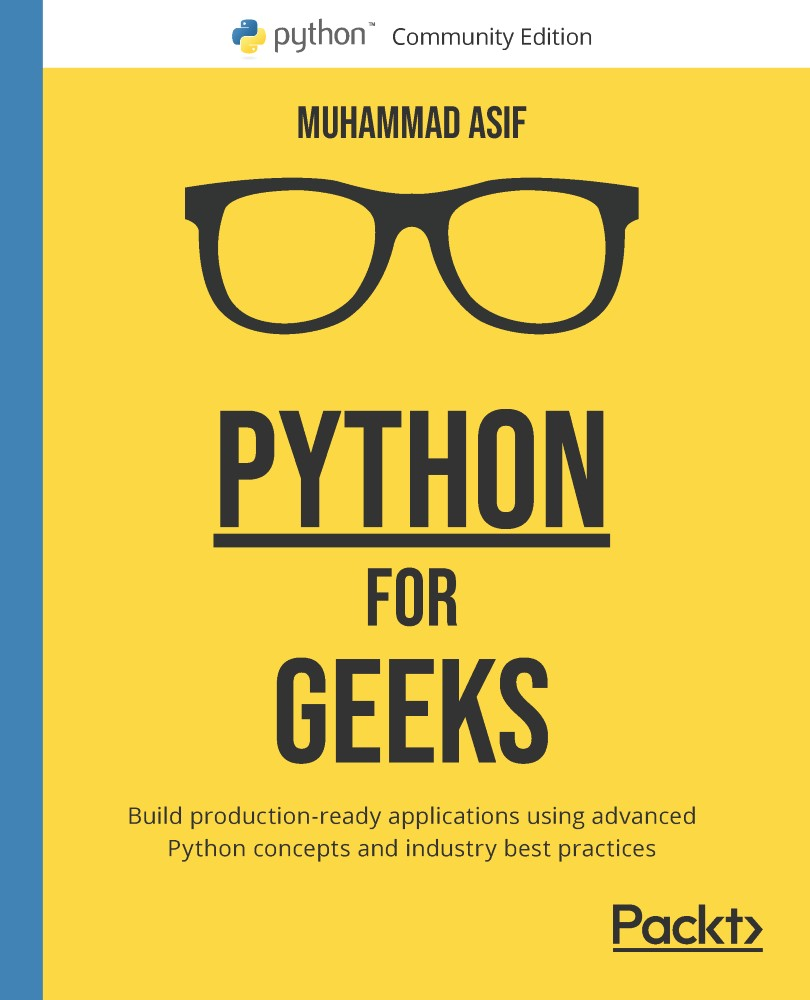 python™ Community Edition
MUHAMMAD ASIF
PYTHON
FOR
GEEKS
Build production-ready applications using advanced
Python concepts and industry best practices
Packt>